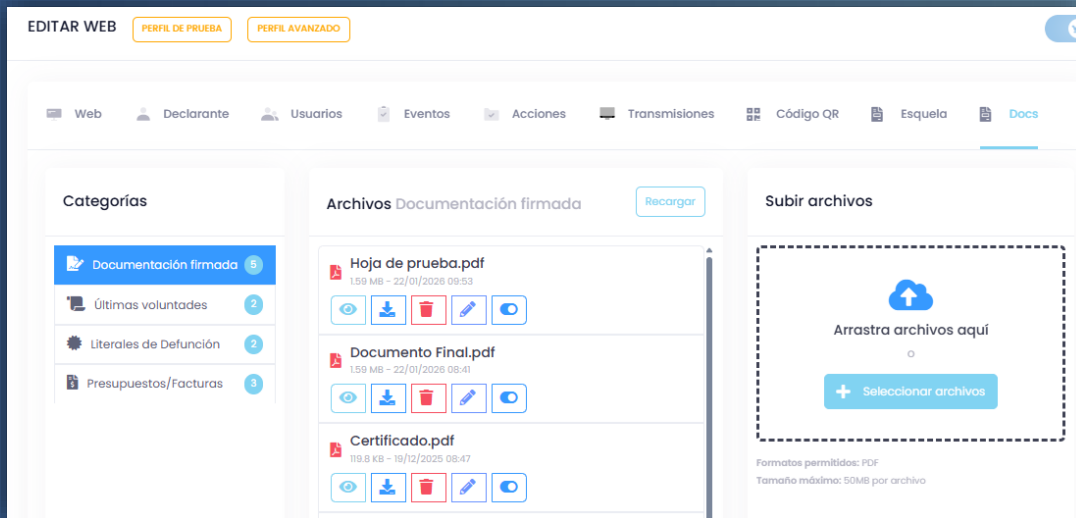 EDITAR WEB
PERFIL DE PRUEBA
PERFIL AVANZADO
Web
Declarante
Usuarios
Eventos
Acciones
Transmisiones
Código QR
Esquela
Docs
Categorías
Documentación firmada 5
Últimas voluntades 2
Literales de Defunción 2
Presupuestos/Facturas 3
Archivos Documentación firmada
Recargar
Hoja de prueba.pdf
1.59 MB - 22/01/2026 09:53
Documento Final.pdf
1.59 MB - 22/01/2026 08:41
Certificado.pdf
119.8 KB - 19/12/2025 08:47
Subir archivos
Arrastra archivos aquí
o
Seleccionar archivos
Formatos permitidos: PDF
Tamaño máximo: 50MB por archivo